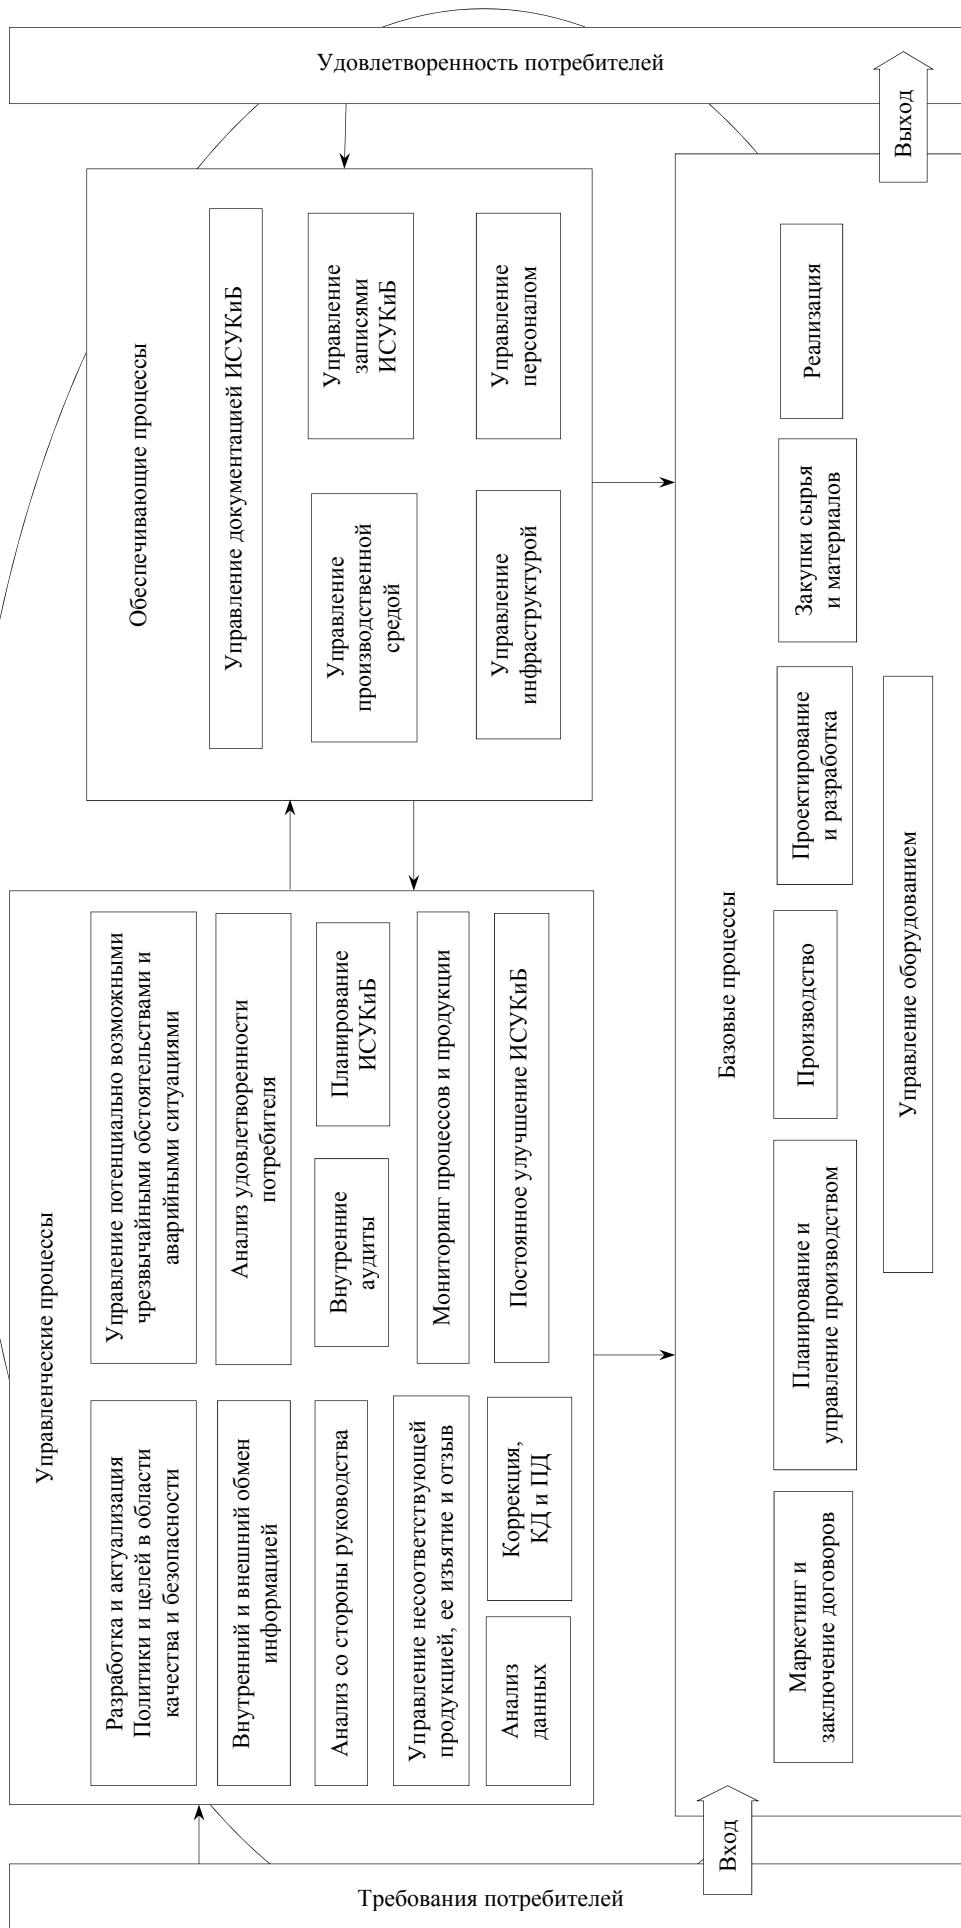 Требования потребителей
Управленческие процессы
Разработка и актуализация
Политики и целей в области
качества и безопасности
Управление потенциально возможными
чрезвычайными обстоятельствами и
аварийными ситуациями
Внутренний и внешний обмен
информацией
Анализ удовлетворенности
потребителя
Анализ со стороны руководства
Внутренние
аудиты
Планирование
ИСУКиБ
Управление несоответствующей
продукцией, ее изъятие и отзыв
Мониторинг процессов и продукции
Анализ
данных
Коррекция,
КД и ПД
Постоянное улучшение ИСУКиБ
Обеспечивающие процессы
Управление документацией ИСУКиБ
Управление
производственной
средой
Управление
записями
ИСУКиБ
Управление
инфраструктурой
Управление
персоналом
Удовлетворенность потребителей
Вход
Базовые процессы
Маркетинг и
заключение договоров
Планирование и
управление производством
Производство
Проектирование
и разработка
Закупки сырья
и материалов
Реализация
Управление оборудованием
Выход